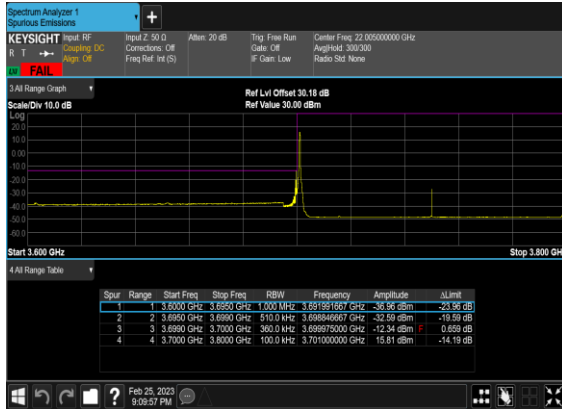 Spectrum Analyzer 1
Spurious Emissions
+
KEYSIGHT Input: RF Input Z: 50 Ω Atten: 20 dB Trig: Free Run Center Freq: 22.005000000 GHz
R T Coupling: DC Corrections: Off Gate: Off Avg|Hold: 300/300
Align: Off Freq Ref: Int (S) IF Gain: Low Radio Std: None
FAIL
3 All Range Graph Ref Lvl Offset 30.18 dB
Scale/Div 10.0 dB Ref Value 30.00 dBm
Log
20.0
10.0
0.00
-10.0
-20.0
-30.0
-40.0
-50.0
-60.0
Start 3.600 GHz Stop 3.800 GH
4 All Range Table
Spur Range Start Freq Stop Freq RBW Frequency Amplitude ΔLimit
1 1 3.6000 GHz 3.6950 GHz 1.000 MHz 3.691991667 GHz -36.96 dBm -23.96 dB
2 2 3.6950 GHz 3.6990 GHz 510.0 kHz 3.698846667 GHz -32.59 dBm -19.59 dB
3 3 3.6990 GHz 3.7000 GHz 360.0 kHz 3.699975000 GHz -12.34 dBm F 0.659 dB
4 4 3.7000 GHz 3.8000 GHz 100.0 kHz 3.701000000 GHz 15.81 dBm -14.19 dB
? Feb 25, 2023
9:09:57 PM